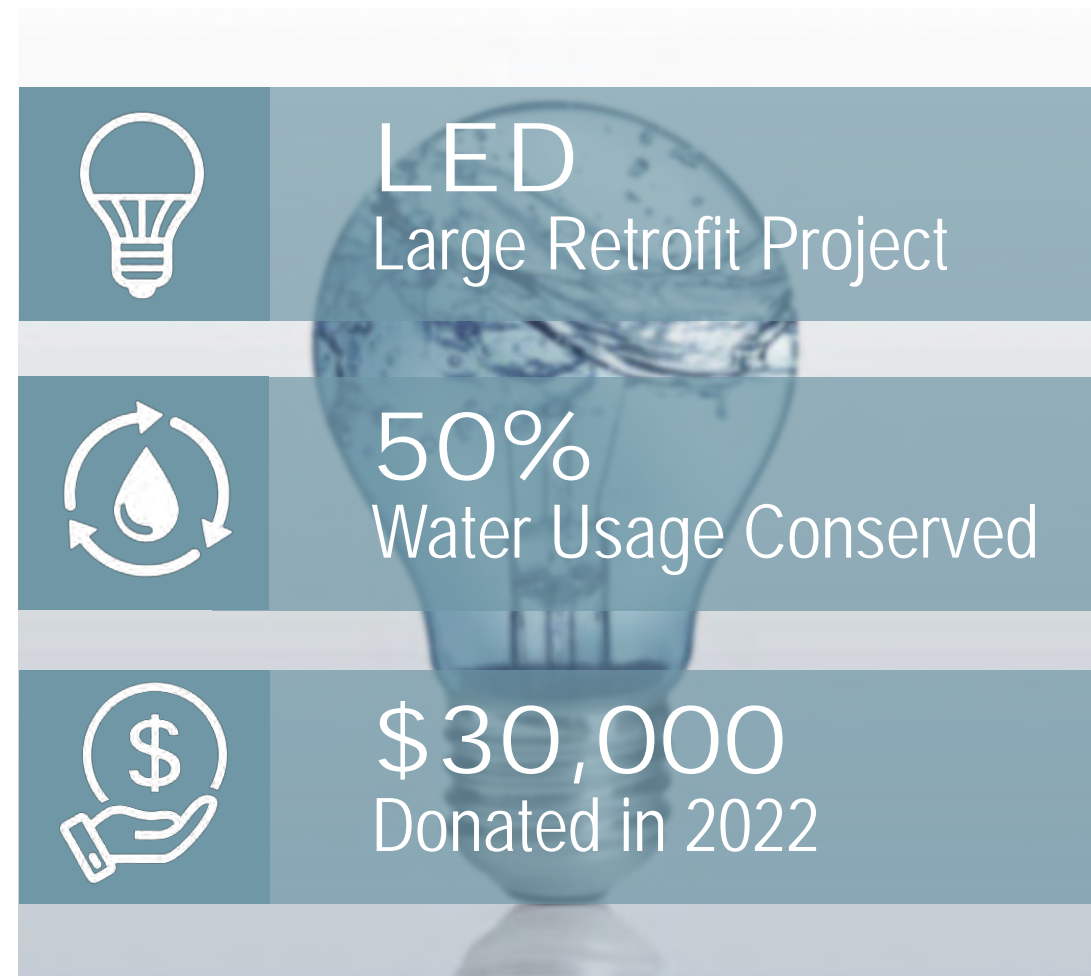 LED
Large Retrofit Project
50%
Water Usage Conserved
$
$30,000
Donated in 2022